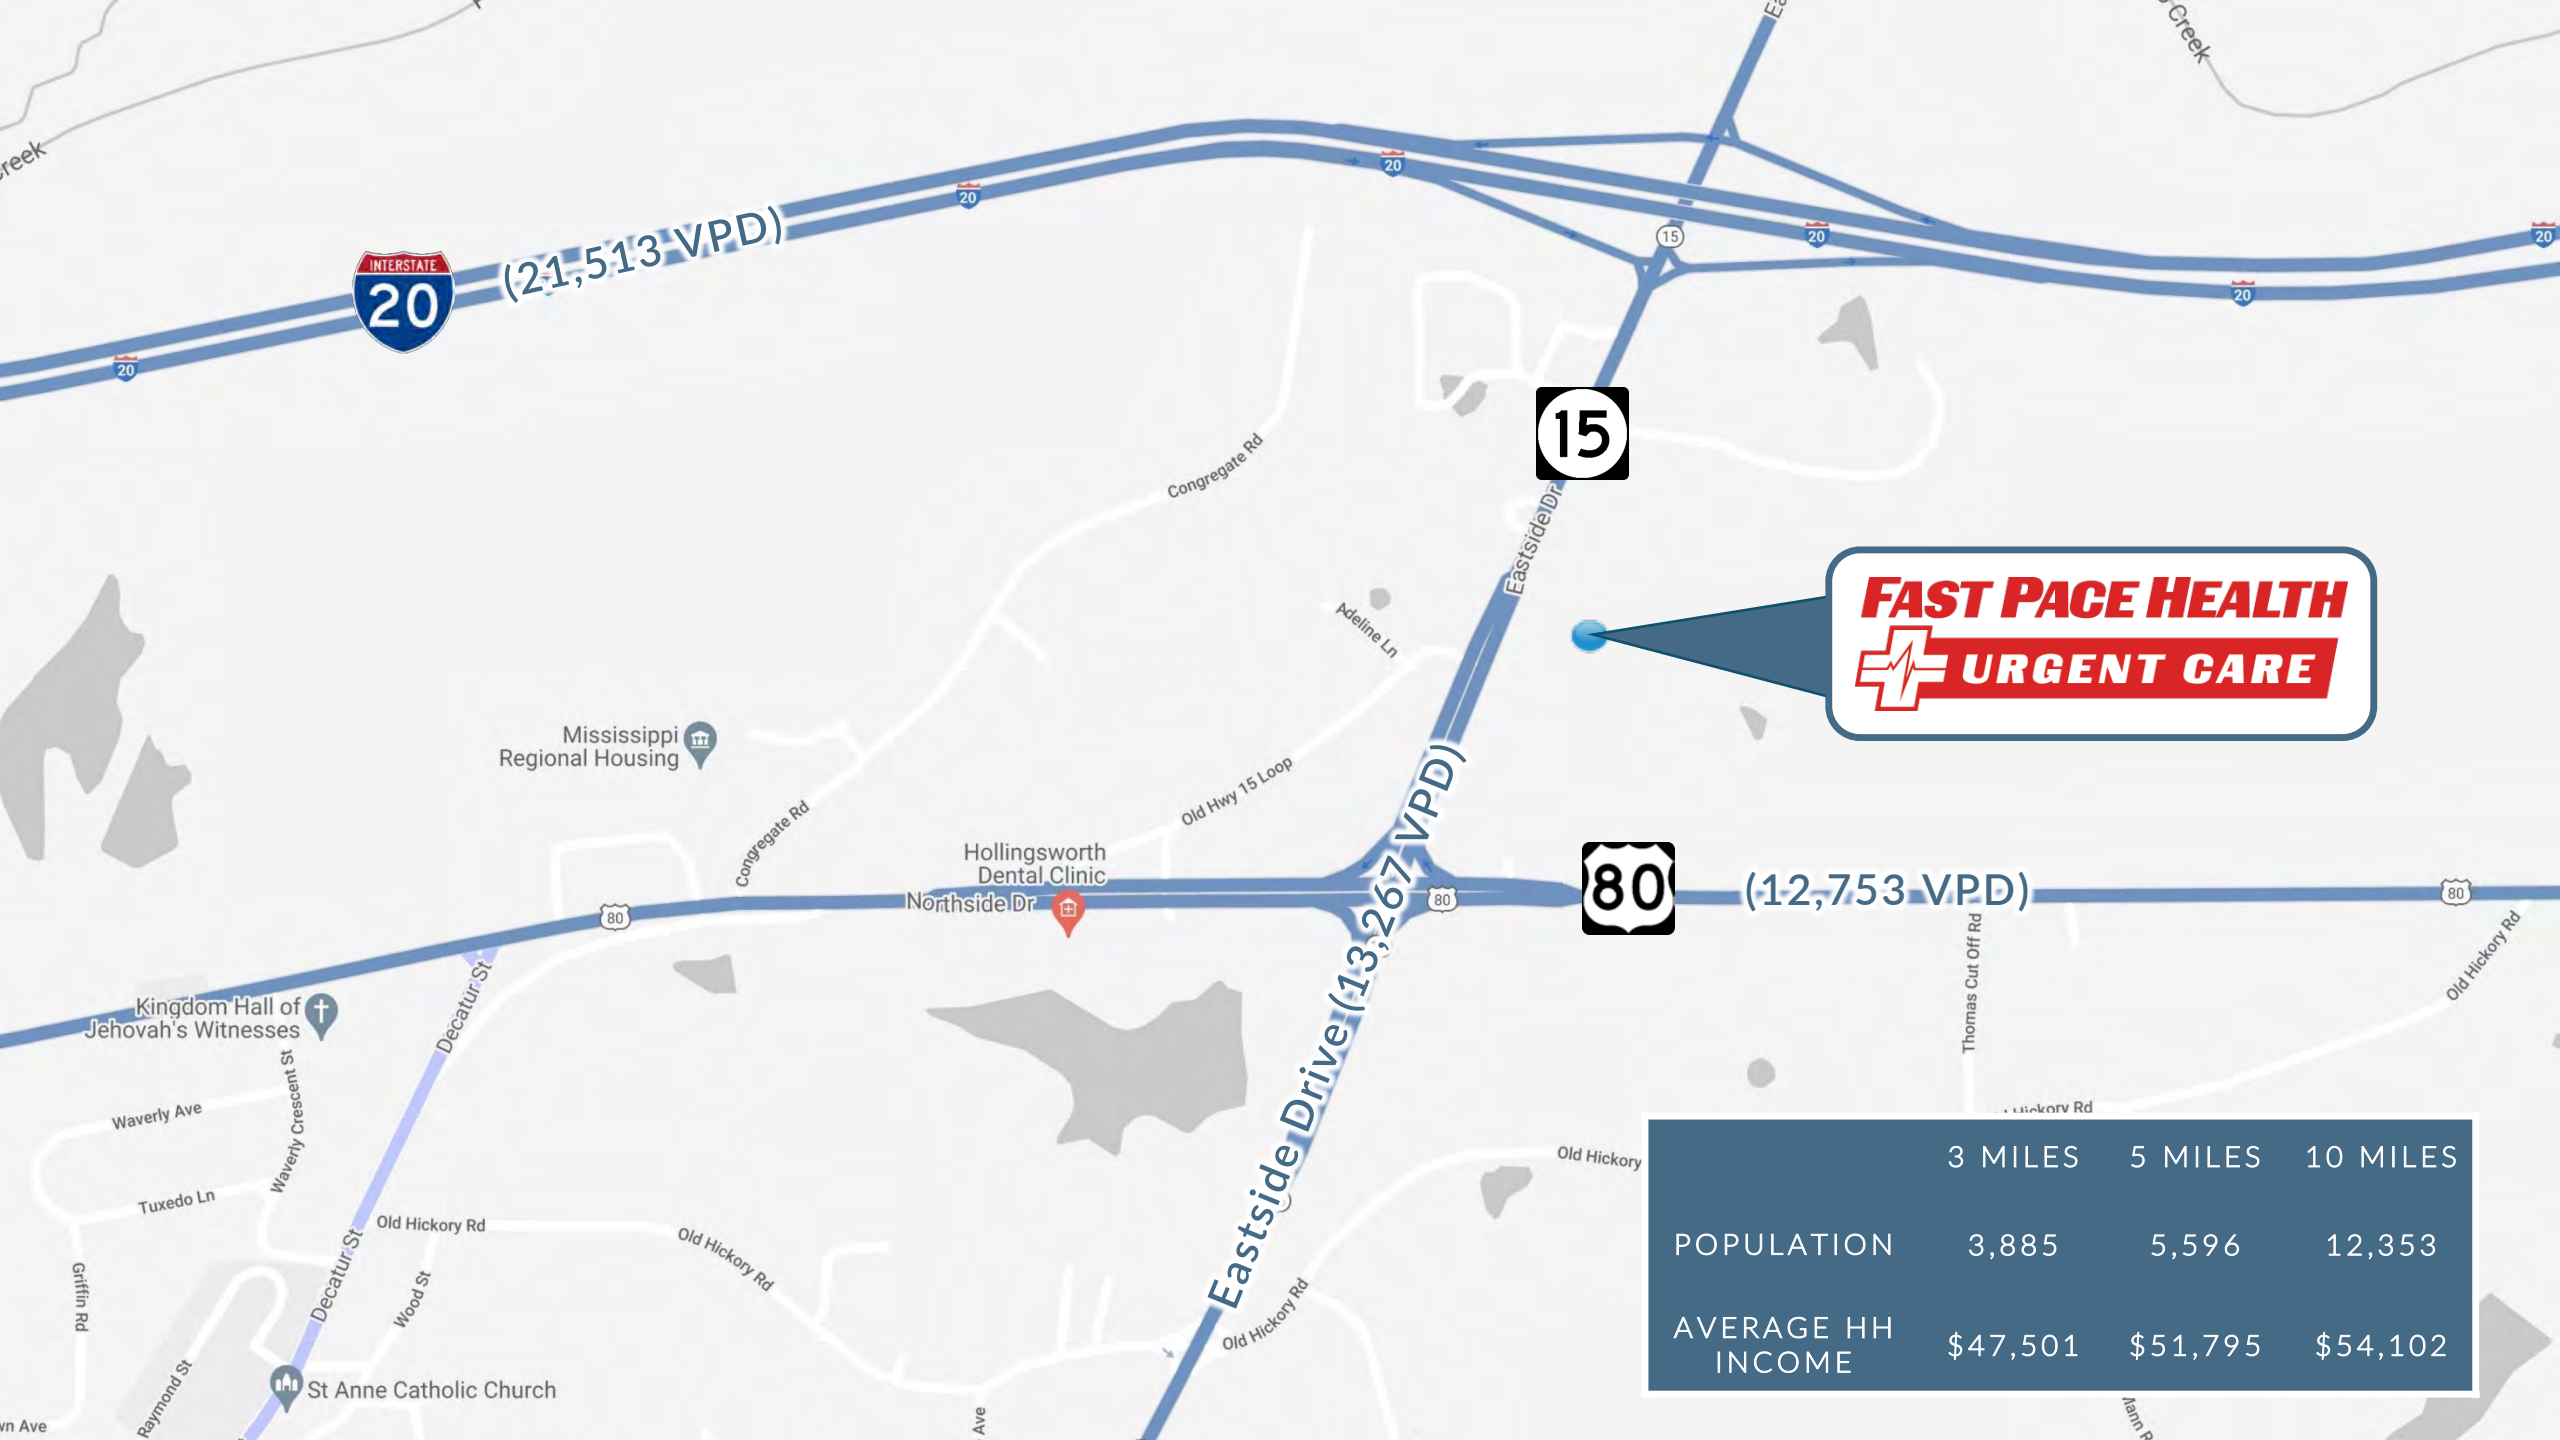 Creek
INTERSTATE
20
(21,513 VPD)
20
20
20
20
20
20
15
15
Congregate Rd
Eastside Dr
Adeline Ln
FAST PACE HEALTH
URGENT CARE
Mississippi
Regional Housing
Old Hwy 15 Loop
Congregate Rd
Hollingsworth
Dental Clinic
Northside Dr
80
80
80
(12,753 VPD)
80
Eastside Drive (13,267 VPD)
Thomas Cut Off Rd
Old Hickory Rd
Kingdom Hall of
Jehovah's Witnesses
Decatur St
Waverly Ave
Waverly Crescent St
Tuxedo Ln
Old Hickory Rd
Old Hickory Rd
Old Hickory Rd
Old Hickory
Hickory Rd
Griffin Rd
Decatur St
Wood St
Raymond St
St Anne Catholic Church
Ave
Ave
3 MILES 5 MILES 10 MILES
POPULATION 3,885 5,596 12,353
AVERAGE HH
INCOME $47,501 $51,795 $54,102